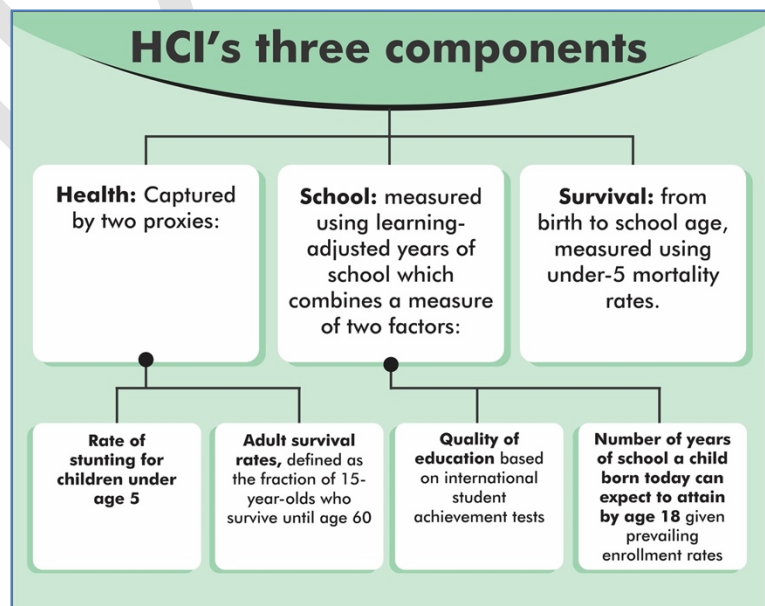 HCI's three components
Health: Captured
by two proxies:
School: measured
using learning-
adjusted years of
school which
combines a measure
of two factors:
Survival: from
birth to school age,
measured using
under-5 mortality
rates.
Rate of
stunting for
children under
age 5
Adult survival
rates, defined as
the fraction of 15-
year-olds who
survive until age 60
Quality of
education based
on international
student
achievement tests
Number of years
of school a child
born today can
expect to attain
by age 18 given
prevailing
enrollment rates